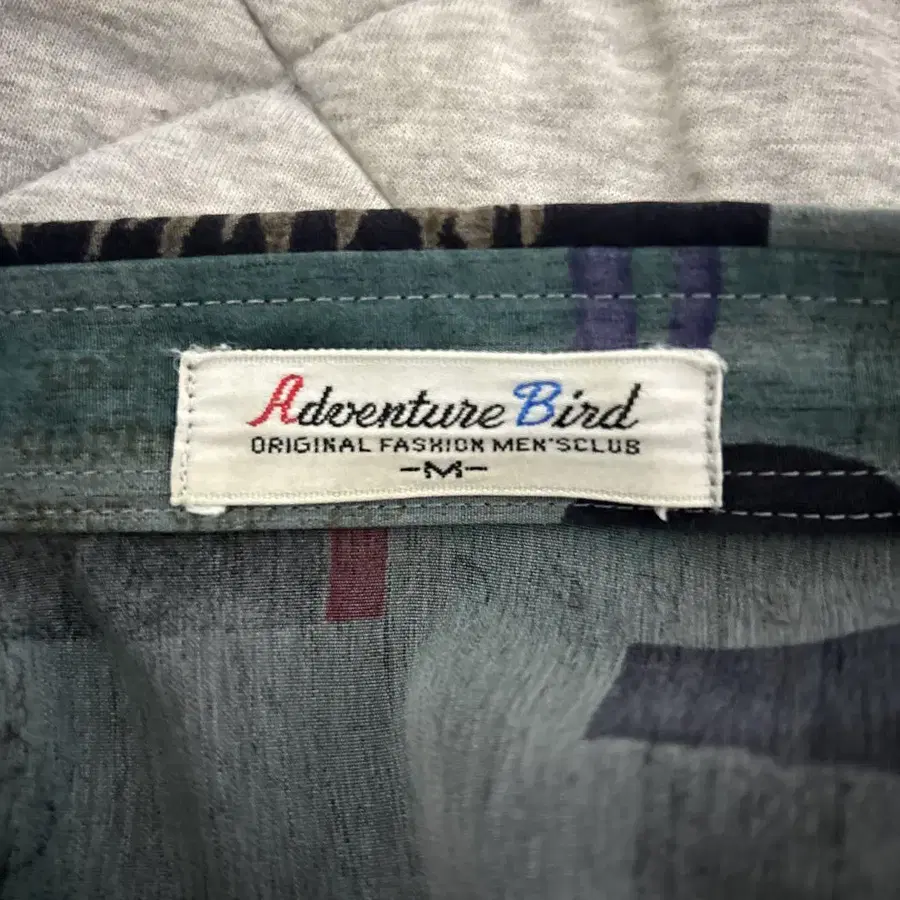 Adventure Bird
ORIGINAL FASHION MEN'SCLUB
-M-